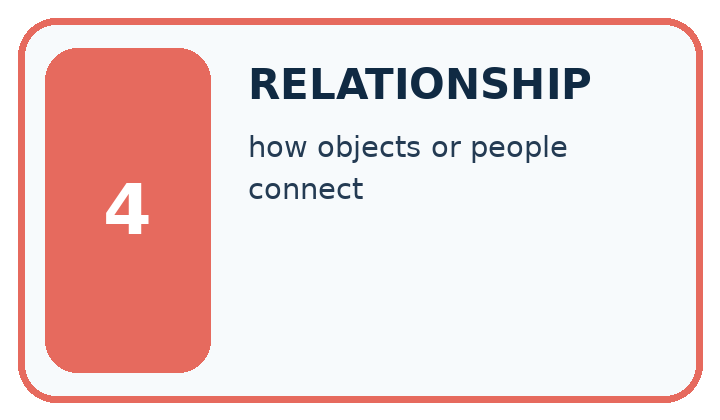 4
RELATIONSHIP
how objects or people
connect